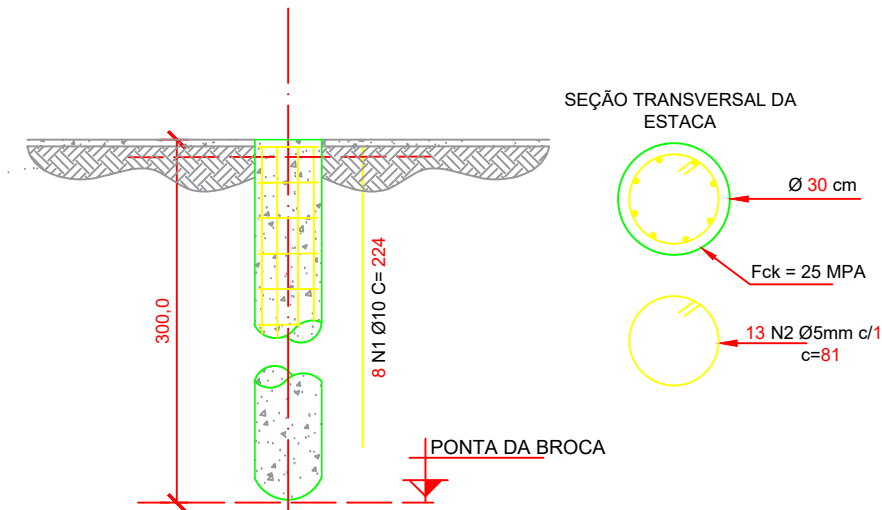 SEÇÃO TRANSVERSAL DA
ESTACA
Ø 30 cm
Fck = 25 MPA
13 N2 Ø5mm c/1
c=81
300,0
8 N1 Ø10 C= 224
PONTA DA BROCA